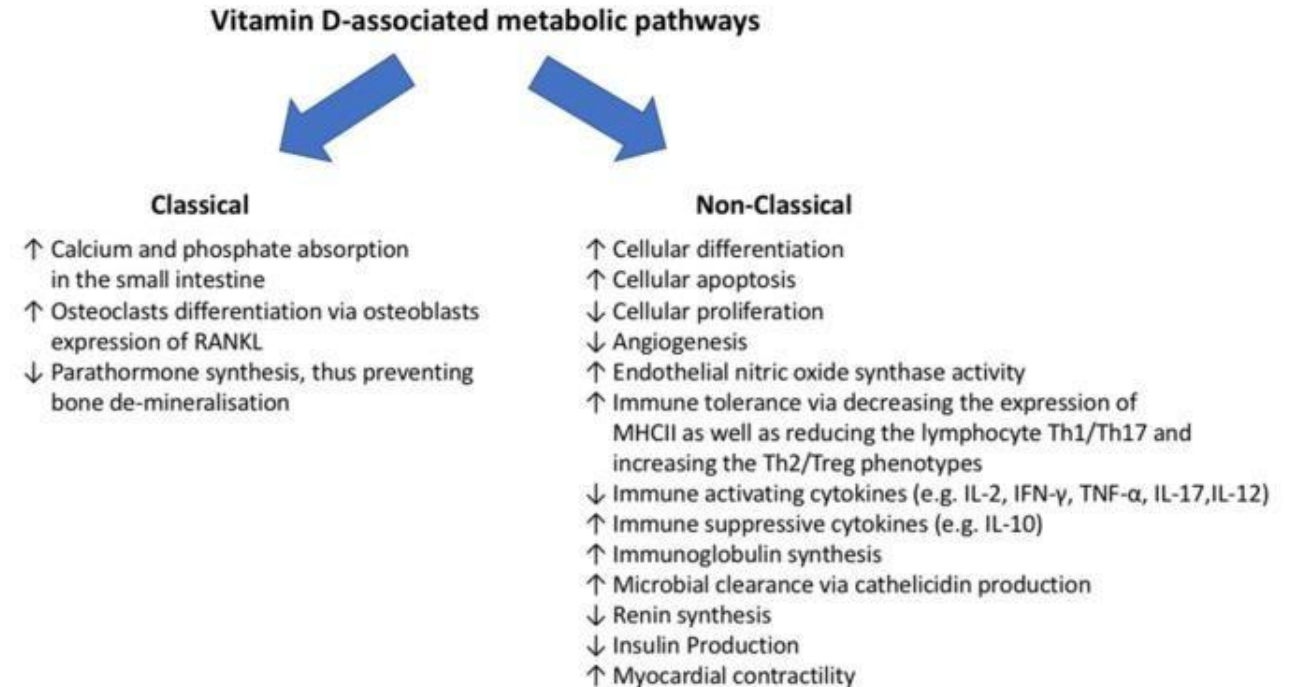 Vitamin D-associated metabolic pathways
Classical
↑ Calcium and phosphate absorption
in the small intestine
↑ Osteoclasts differentiation via osteoblasts
expression of RANKL
↓ Parathormone synthesis, thus preventing
bone de-mineralisation
Non-Classical
↑ Cellular differentiation
↑ Cellular apoptosis
↓ Cellular proliferation
↓ Angiogenesis
↑ Endothelial nitric oxide synthase activity
↑ Immune tolerance via decreasing the expression of
MHCII as well as reducing the lymphocyte Th1/Th17 and
increasing the Th2/Treg phenotypes
↓ Immune activating cytokines (e.g. IL-2, IFN-γ, TNF-α, IL-17,IL-12)
↑ Immune suppressive cytokines (e.g. IL-10)
↑ Immunoglobulin synthesis
↑ Microbial clearance via cathelicidin production
↓ Renin synthesis
↓ Insulin Production
↑ Myocardial contractility